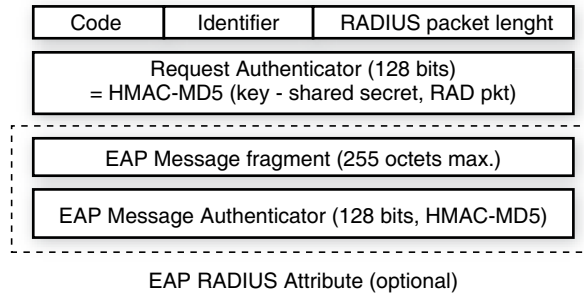 Code Identifier RADIUS packet lenght
Request Authenticator (128 bits)
= HMAC-MD5 (key - shared secret, RAD pkt)
EAP Message fragment (255 octets max.)
EAP Message Authenticator (128 bits, HMAC-MD5)
EAP RADIUS Attribute (optional)